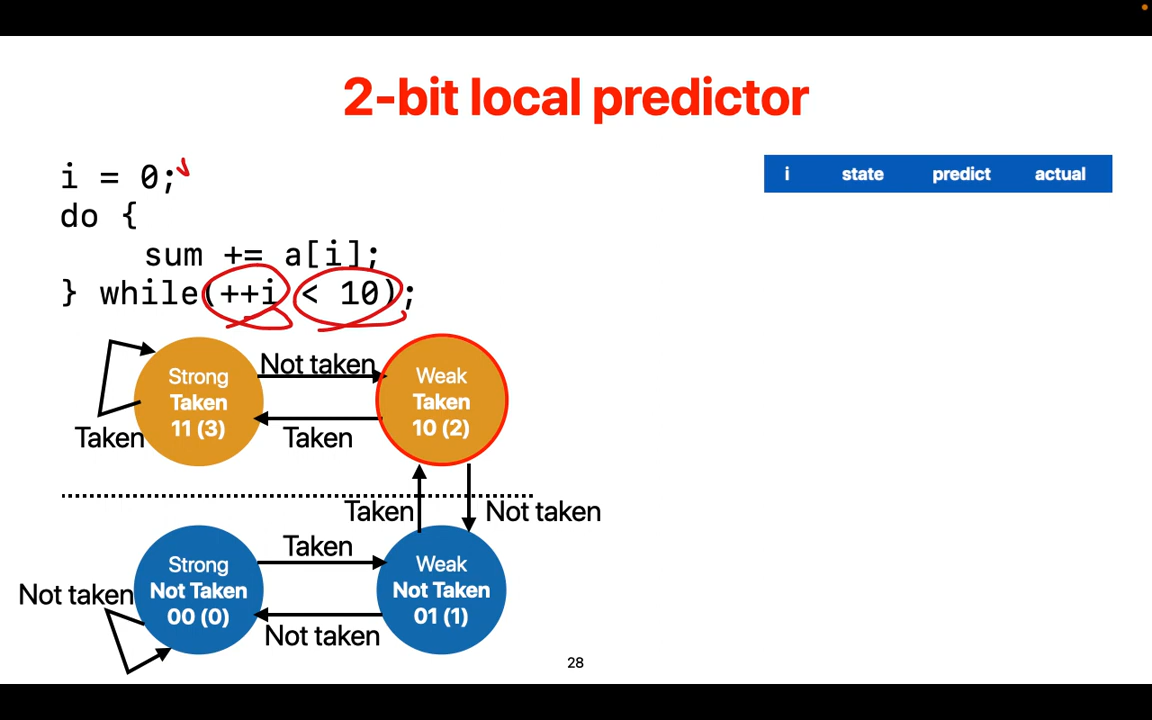 2-bit local predictor
i = 0;
do {
sum += a[i];
} while(++i < 10);
i state predict actual
Not taken
Strong
Taken
11 (3)
Weak
Taken
10 (2)
Taken
Taken
Taken
Not taken
Taken
Strong
Not Taken
00 (0)
Weak
Not Taken
01 (1)
Not taken
Not taken
28